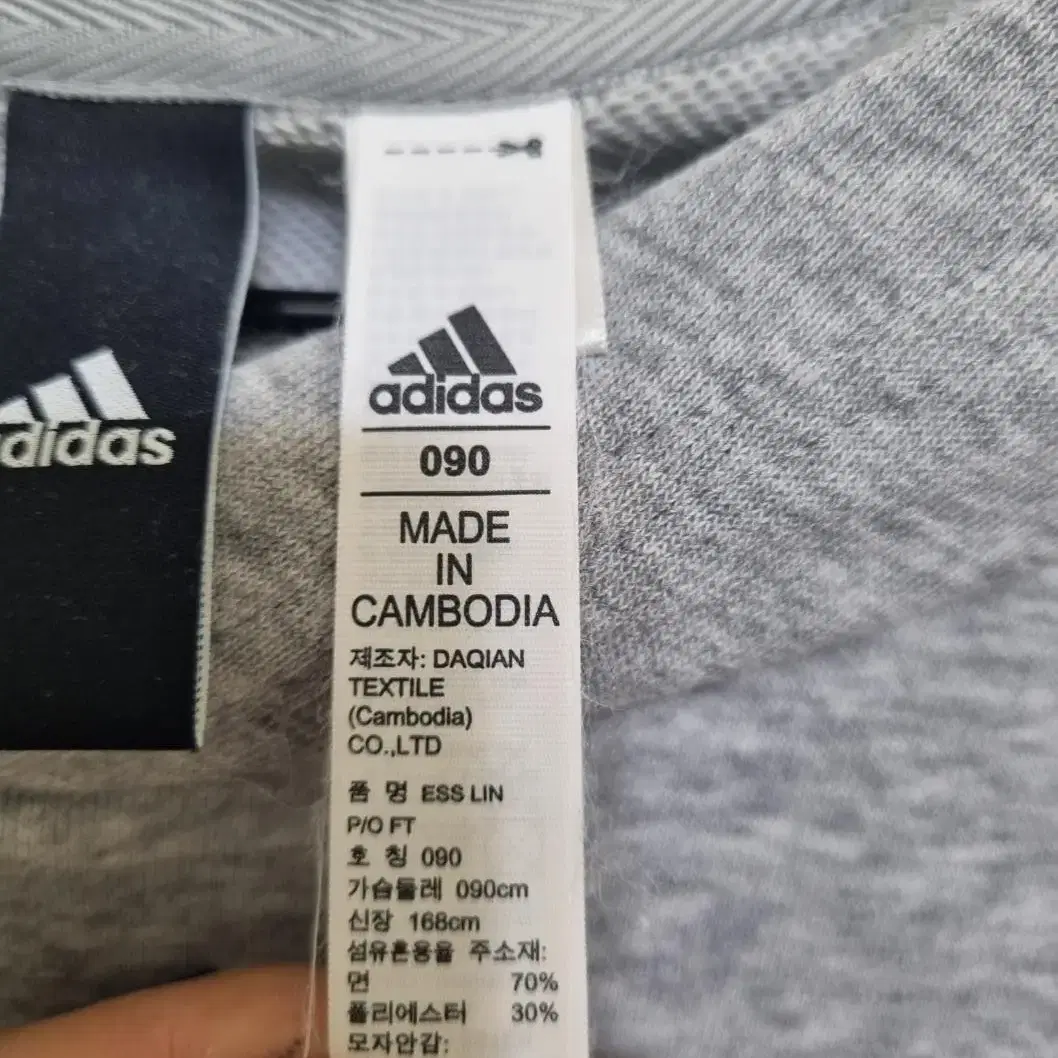 adidas
adidas
090
MADE
IN
CAMBODIA
제조자: DAQIAN
TEXTILE
(Cambodia)
CO.,LTD
품 명 ESS LIN
P/O FT
호 칭 090
가슴둘레 090cm
신장 168cm
섬유혼용율 주소재:
면 70%
폴리에스터 30%
모자안감: